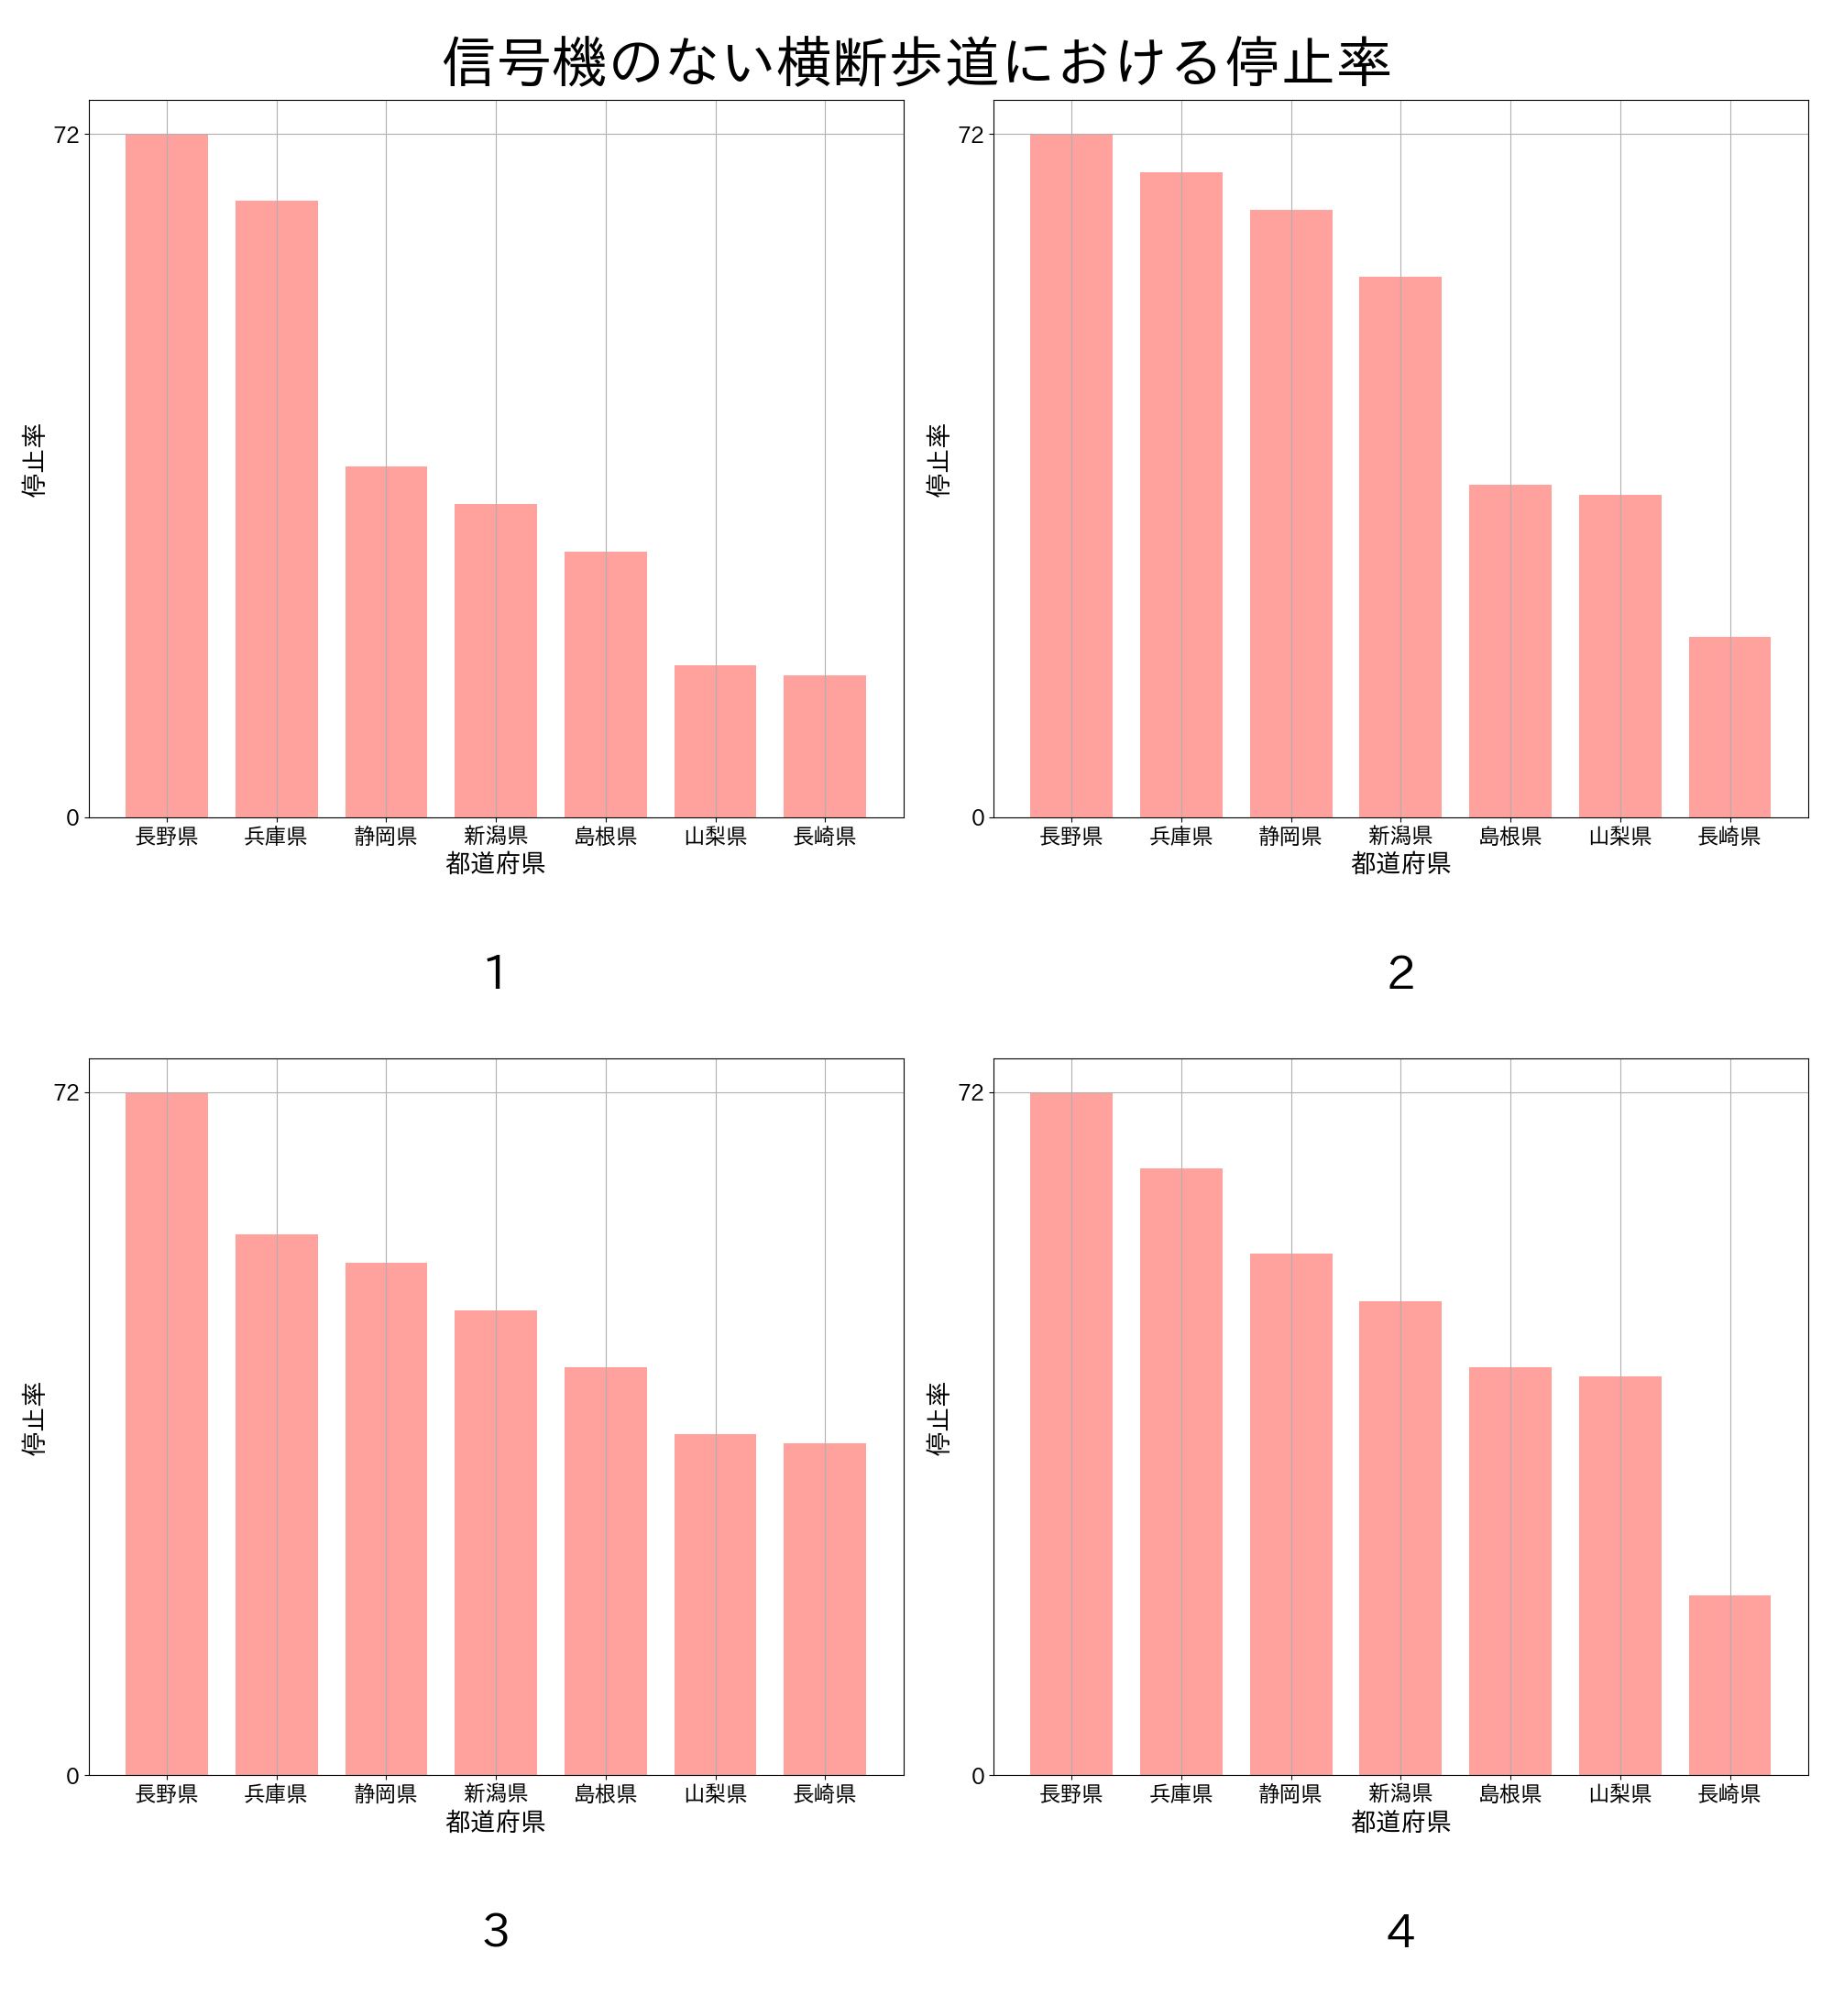 信号機のない横断歩道における停止率
72
0
停止率
長野県 兵庫県 静岡県 新潟県 島根県 山梨県 長崎県
都道府県
1
72
0
停止率
長野県 兵庫県 静岡県 新潟県 島根県 山梨県 長崎県
都道府県
2
72
0
停止率
長野県 兵庫県 静岡県 新潟県 島根県 山梨県 長崎県
都道府県
3
72
0
停止率
長野県 兵庫県 静岡県 新潟県 島根県 山梨県 長崎県
都道府県
4